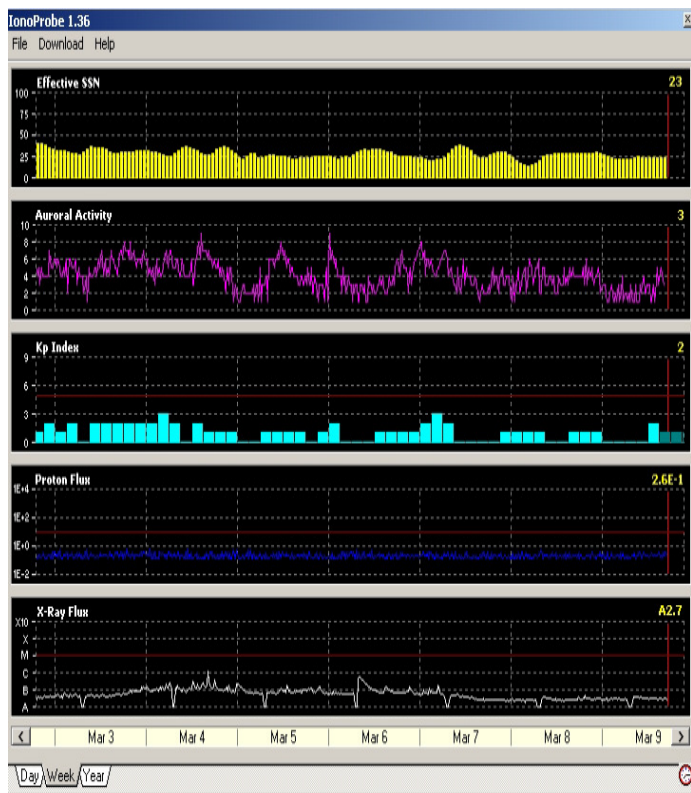 IonoProbe 1.36
File Download Help
Effective SSN 23
100
75
50
25
0
Auroral Activity 3
10
8
6
4
2
0
Kp Index 2
9
6
3
0
Proton Flux 2.6E-1
1E+4
1E+2
1E+0
1E-2
X-Ray Flux A2.7
X10
X
M
C
B
A
Mar 3 Mar 4 Mar 5 Mar 6 Mar 7 Mar 8 Mar 9
Day Week Year